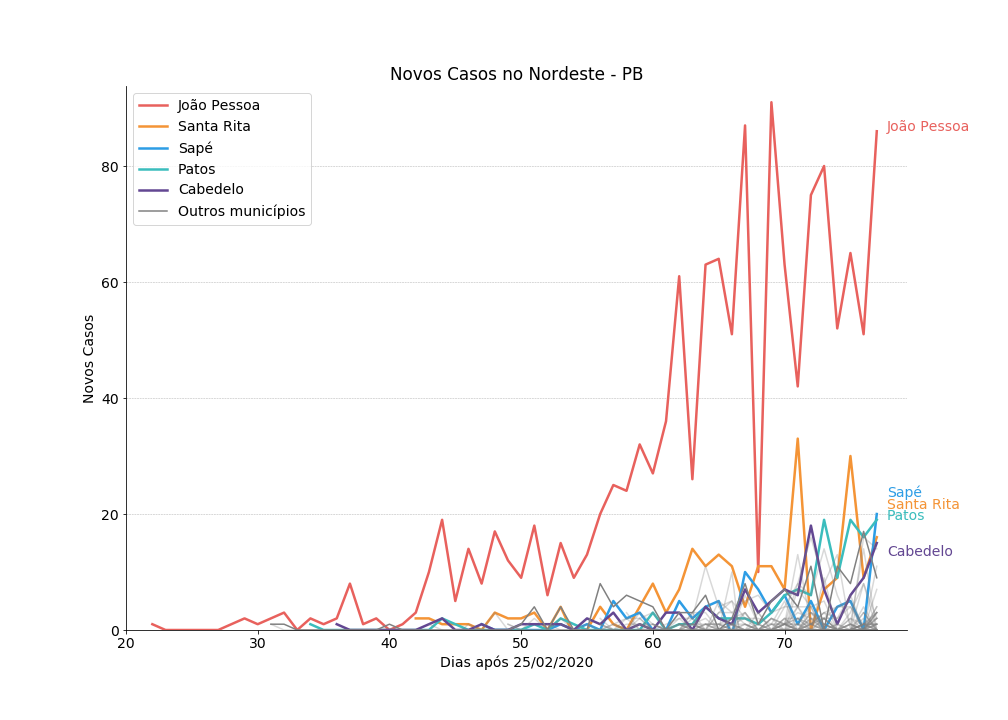 Novos Casos no Nordeste - PB
João Pessoa
Santa Rita
Sapé
Patos
Cabedelo
Outros municípios
João Pessoa
Sapé
Santa Rita
Patos
Cabedelo
Novos Casos
80
60
40
20
0
20 30 40 50 60 70
Dias após 25/02/2020